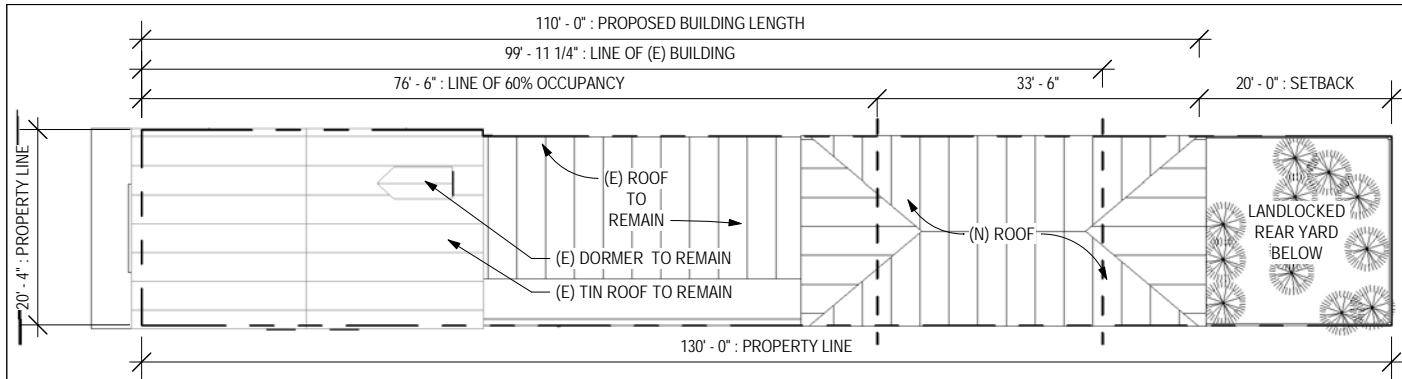 110' - 0" : PROPOSED BUILDING LENGTH
99' - 11 1/4" : LINE OF (E) BUILDING
76' - 6" : LINE OF 60% OCCUPANCY
33' - 6"
20' - 0" : SETBACK
20' - 4" : PROPERTY LINE
(E) ROOF
TO
REMAIN
(E) DORMER TO REMAIN
(E) TIN ROOF TO REMAIN
(N) ROOF
LANDLOCKED
REAR YARD
BELOW
130' - 0" : PROPERTY LINE